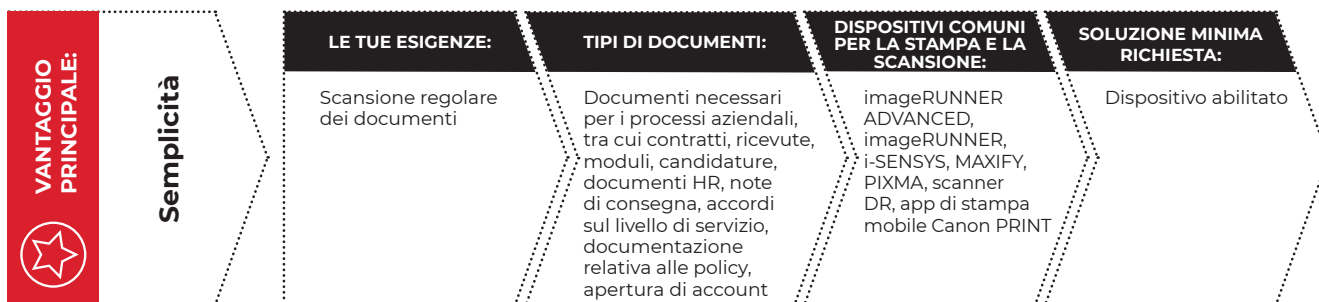 VANTAGGIO
PRINCIPALE:
Semplicità
LE TUE ESIGENZE:
Scansione regolare
dei documenti
TIPI DI DOCUMENTI:
Documenti necessari
per i processi aziendali,
tra cui contratti, ricevute,
moduli, candidature,
documenti HR, note
di consegna, accordi
sul livello di servizio,
documentazione
relativa alle policy,
apertura di account
DISPOSITIVI COMUNI
PER LA STAMPA E LA
SCANSIONE:
imageRUNNER
ADVANCED,
imageRUNNER,
i-SENSYS, MAXIFY,
PIXMA, scanner
DR, app di stampa
mobile Canon PRINT
SOLUZIONE MINIMA
RICHIESTA:
Dispositivo abilitato